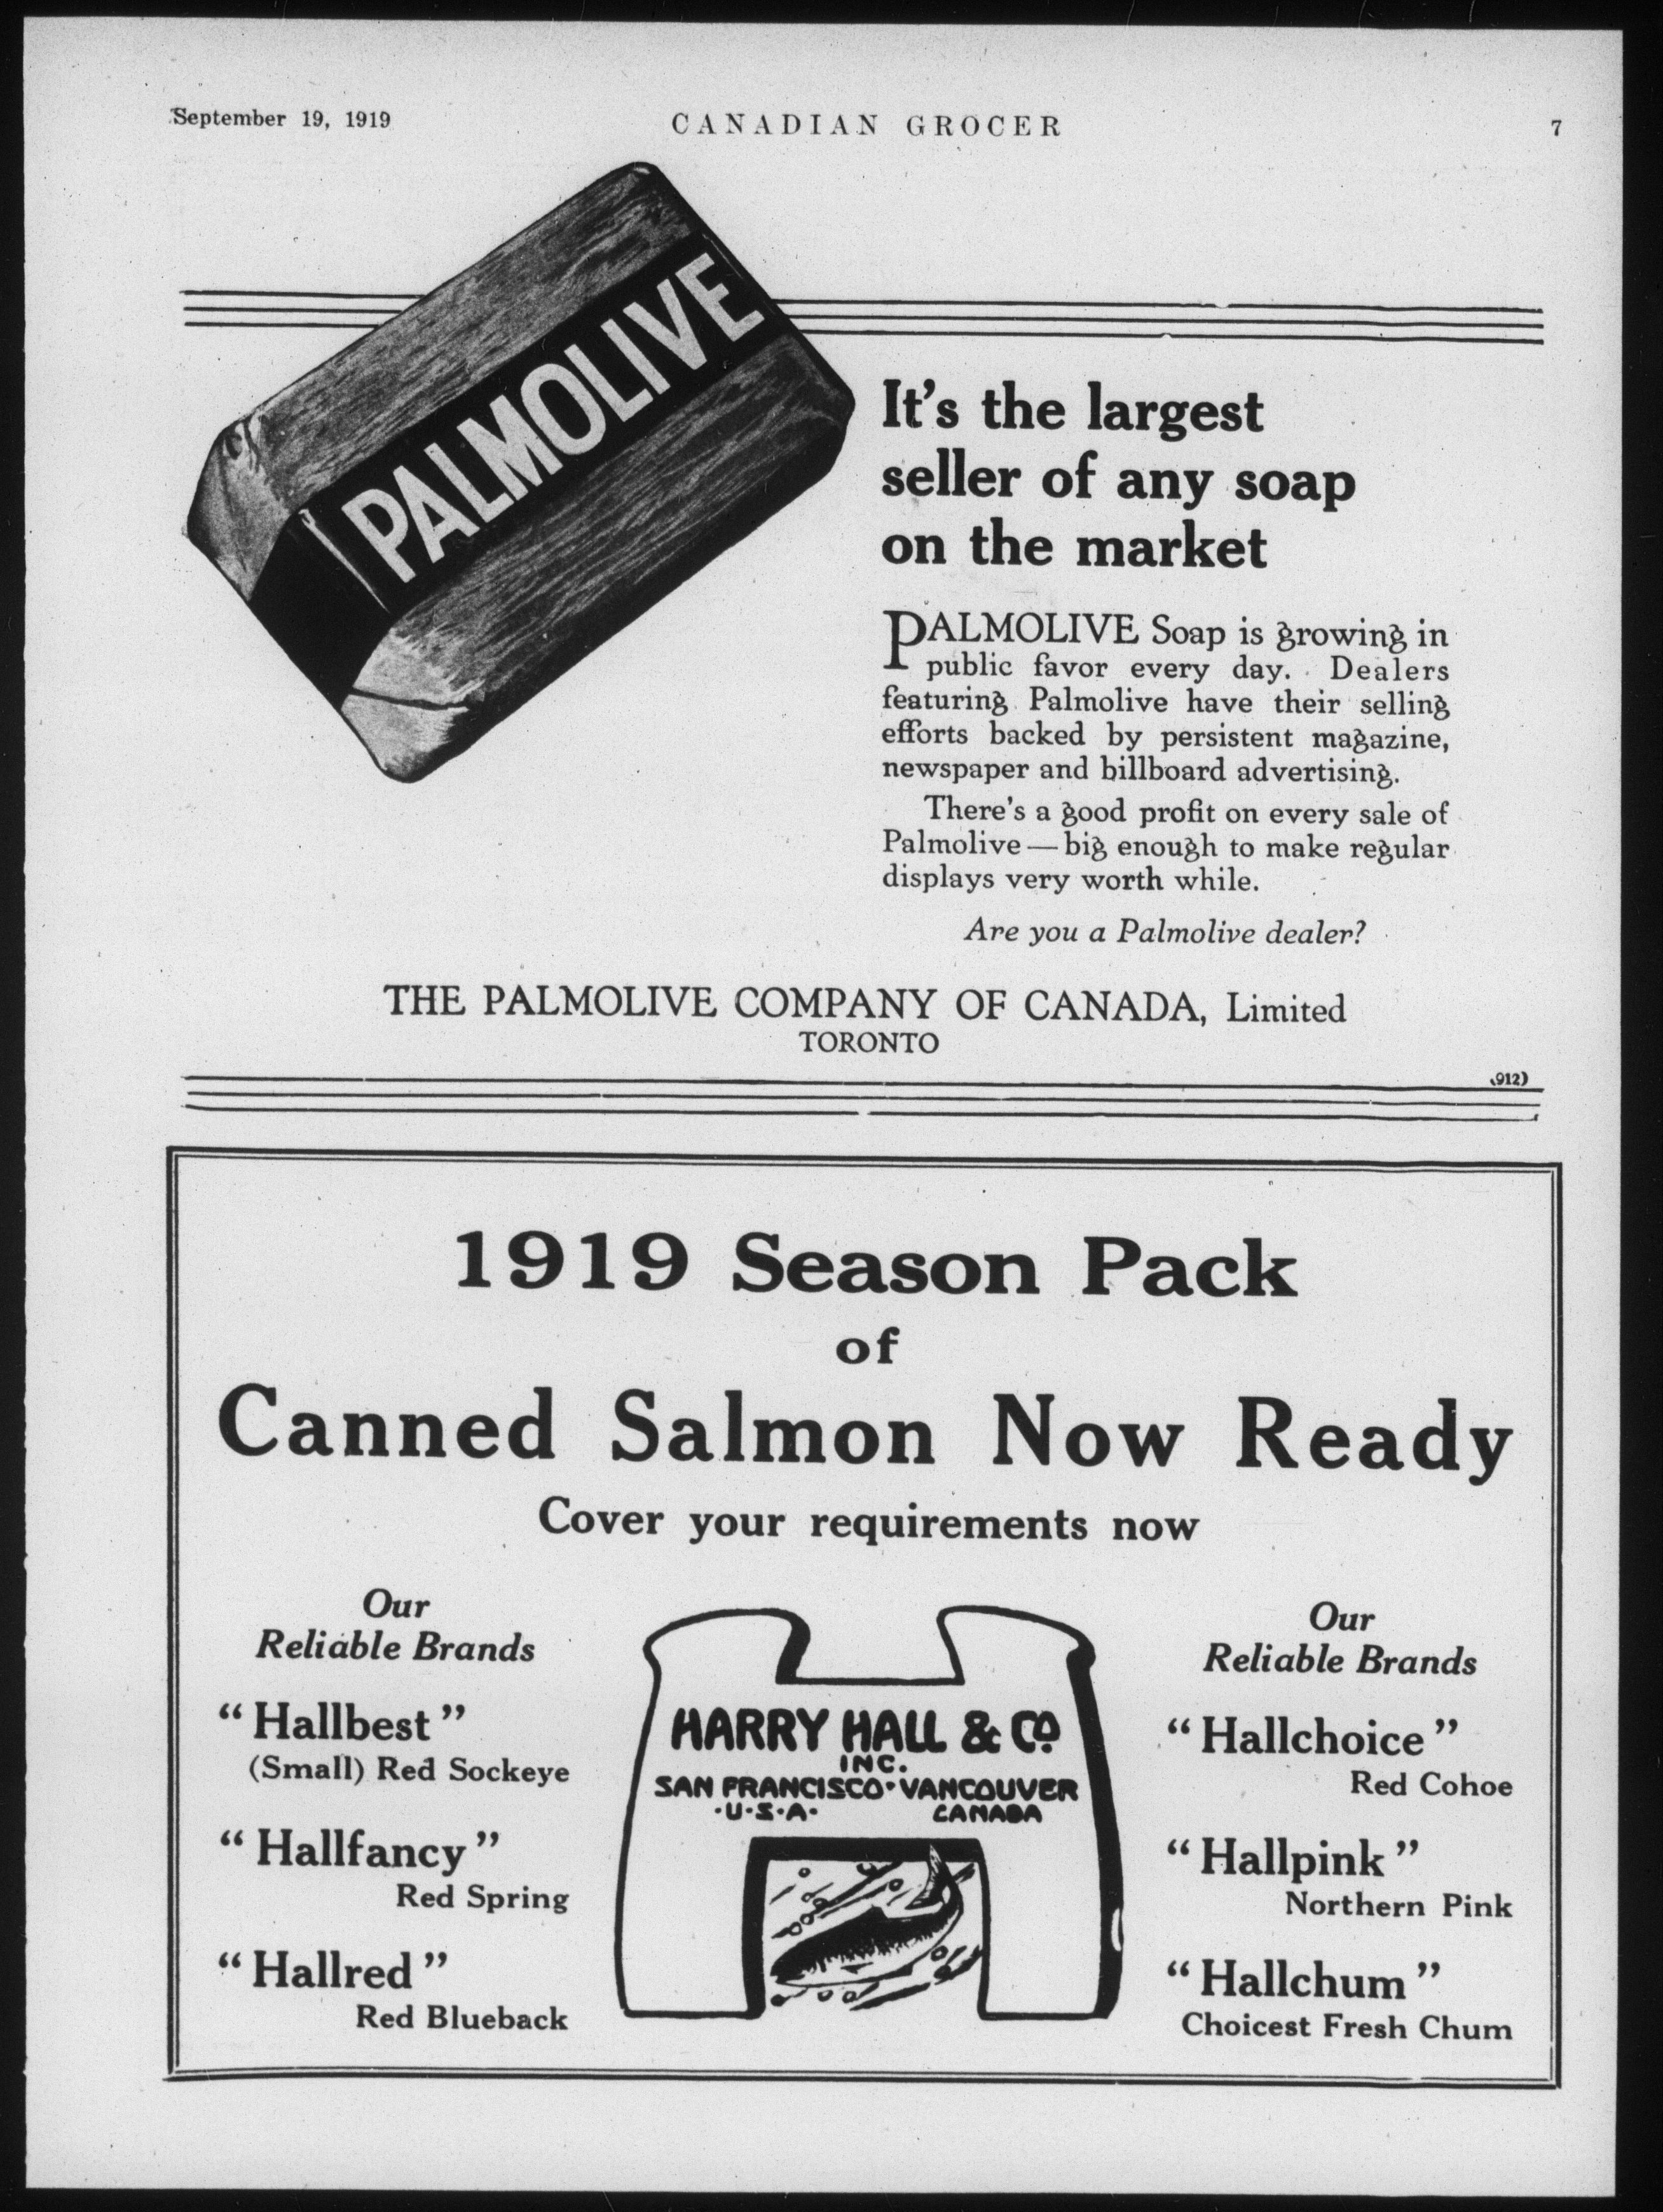 September 19, 1919
CANADIAN GROCER
7
PALMOLIVE
It's the largest
seller of any soap
on the market
PALMOLIVE Soap is growing in
public favor every day. Dealers
featuring Palmolive have their selling
efforts backed by persistent magazine,
newspaper and billboard advertising.
There's a good profit on every sale of
Palmolive—big enough to make regular
displays very worth while.
Are you a Palmolive dealer?
THE PALMOLIVE COMPANY OF CANADA, Limited
TORONTO
(912)
1919 Season Pack
of
Canned Salmon Now Ready
Cover your requirements now
Our
Reliable Brands
"Hallbest"
(Small) Red Sockeye
"Hallfancy"
Red Spring
"Hallred"
Red Blueback
HARRY HALL & CO.
INC.
SAN FRANCISCO·VANCOUVER
·U·S·A· CANADA
Our
Reliable Brands
"Hallchoice"
Red Cohoe
"Hallpink"
Northern Pink
"Hallchum"
Choicest Fresh Chum